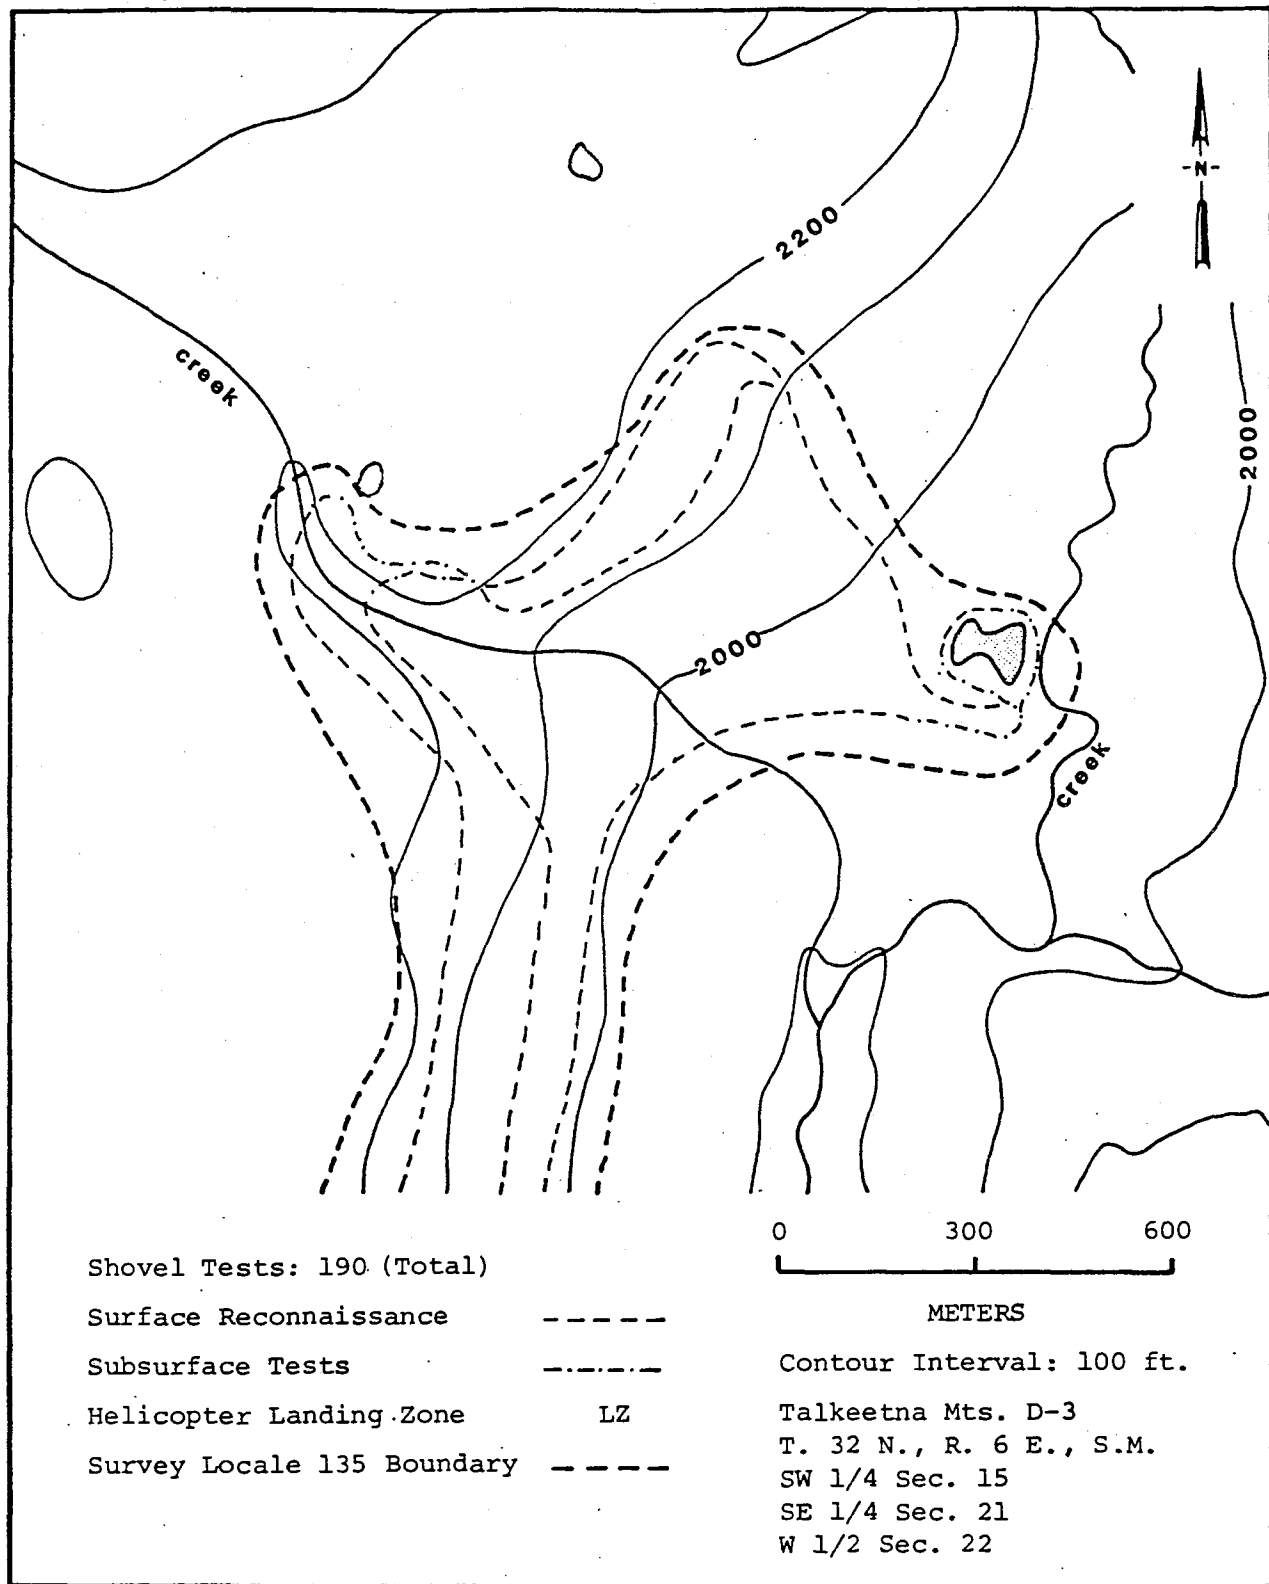 -N-
2200
creek
2000
2000
creek
0 300 600
METERS
Shovel Tests: 190 (Total)
Surface Reconnaissance
Subsurface Tests
Helicopter Landing Zone LZ
Survey Locale 135 Boundary
Contour Interval: 100 ft.
Talkeetna Mts. D-3
T. 32 N., R. 6 E., S.M.
SW 1/4 Sec. 15
SE 1/4 Sec. 21
W 1/2 Sec. 22